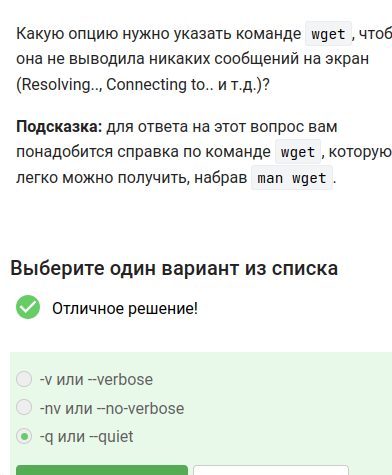 Какую опцию нужно указать команде wget, чтоб
она не выводила никаких сообщений на экран
(Resolving.., Connecting to.. и т.д.)?
Подсказка: для ответа на этот вопрос вам
понадобится справка по команде wget, которую
легко можно получить, набрав man wget.
Выберите один вариант из списка
Отличное решение!
-v или --verbose
-nv или --no-verbose
-q или --quiet